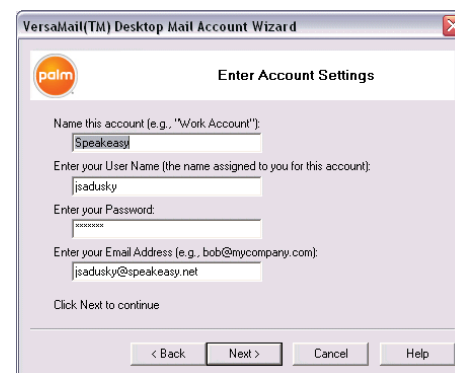 VersaMail(TM) Desktop Mail Account Wizard
palm
Enter Account Settings
Name this account (e.g., "Work Account"):
Speakeasy
Enter your User Name (the name assigned to you for this account):
jsadusky
Enter your Password:
×××××××
Enter your Email Address (e.g., bob@mycompany.com):
jsadusky@speakeasy.net
Click Next to continue
< Back Next > Cancel Help